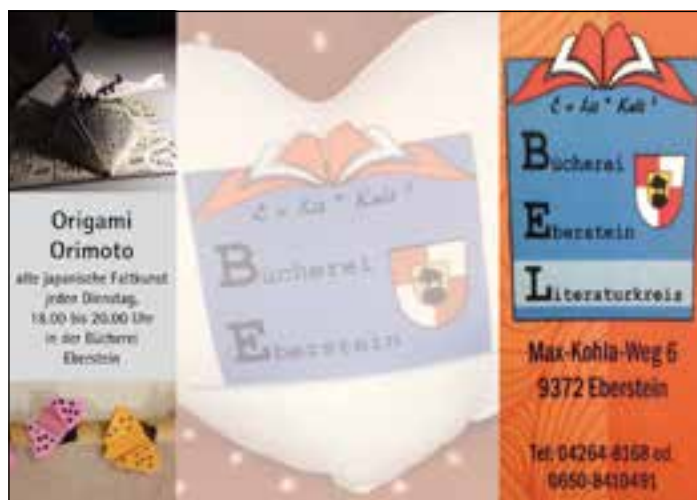 Origami
Orimoto
alte japanische Faltkunst
jeden Dienstag,
18.00 bis 20.00 Uhr
in der Bücherei
Eberstein
Bücherei
Eberstein
Bücherei
Eberstein
Literaturkreis
Max-Kohla-Weg 6
9372 Eberstein
Tel: 04264-8168 od.
0650-8410491